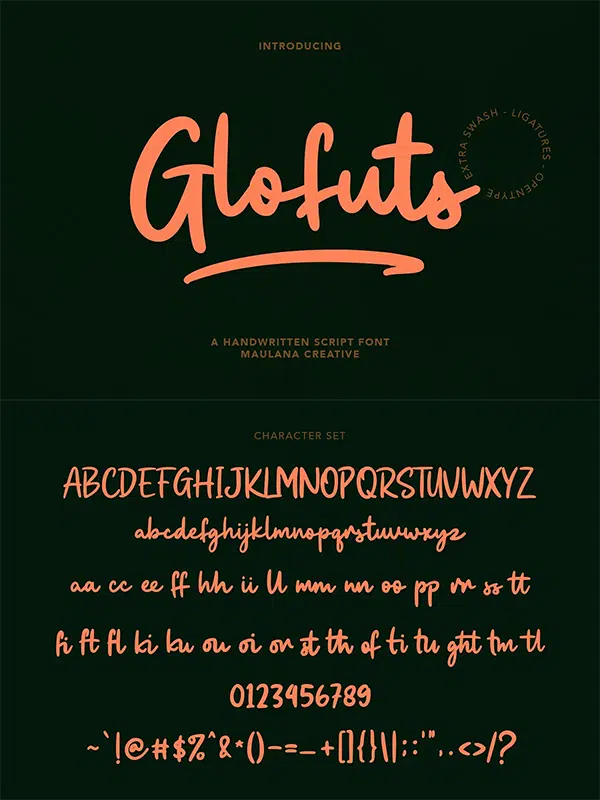 INTRODUCING
Glofuts
EXTRA SWASH - LIGATURES - OPENTYPE
A HANDWRITTEN SCRIPT FONT
MAULANA CREATIVE
CHARACTER SET
ABCDEFGHIJKLMNOPQRSTUVWXYZ
abcdefghijklmnopqrstuvwxyz
aa cc ee ff hh ii ll mm nn oo pp rr ss tt
fi ft fl ki ku ou oi or st th of ti tu ght tm tl
0123456789
~`!@#$%^&*()-=_+[]{}\|;:'",.<>/?